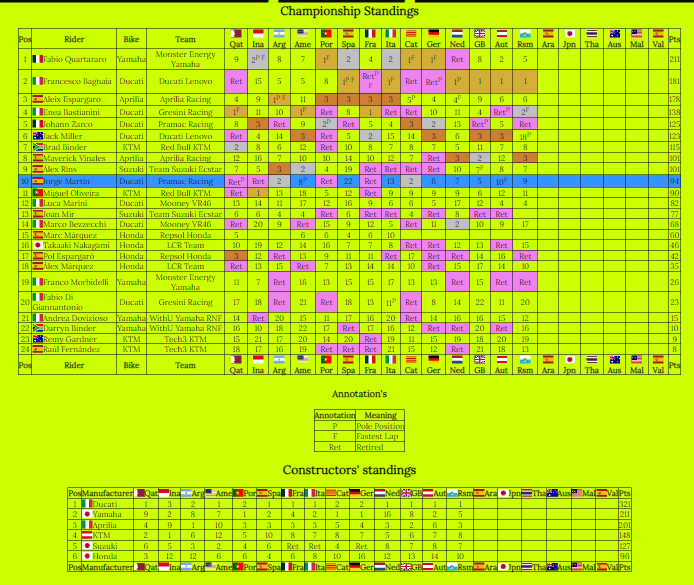 Championship Standings
Pos Rider Bike Team Qat Ina Arg Ame Por Spa Fra Ita Cat Ger Ned GB Aut Rsm Ara Jpn Tha Aus Mal Val Pts
1 Fabio Quartararo Yamaha Monster Energy Yamaha 9 2P F 8 7 1F 2 4 2 1F 1F Ret 8 2 5 211
2 Francesco Bagnaia Ducati Ducati Lenovo Ret 15 5 5 8 1P F RetP F 1F Ret RetP 1P 1 1 1 181
3 Aleix Espargaro Aprilia Aprilia Racing 4 9 1P F 11 3 3 3 3 5P 4 4F 9 6 6 178
4 Enea Bastianini Ducati Gresini Racing 1F 11 10 1F Ret 8 1 Ret Ret 10 11 4 RetP 2F 138
5 Johann Zarco Ducati Pramac Racing 8 3 Ret 9 2P Ret 5 4 3 2 13 RetP 5 Ret 125
6 Jack Miller Ducati Ducati Lenovo Ret 4 14 3 Ret 5 2 15 14 3 6 3 3 18P 123
7 Brad Binder KTM Red Bull KTM 2 8 6 12 Ret 10 8 7 8 7 5 11 7 8 115
8 Maverick Vinales Aprilia Aprilia Racing 12 16 7 10 10 14 10 12 7 Ret 3 2 12 3 101
9 Alex Rins Suzuki Team Suzuki Ecstar 7 5 3 2 4 19 Ret Ret Ret Ret 10 7F 8 9 101
10 Jorge Martin Ducati Pramac Racing RetP Ret 2 8P Ret 22 Ret 13 2 6 7 5 10F 9 94
11 Miguel Oliveira KTM Red Bull KTM Ret 1 13 18 5 12 Ret 9 9 9 9 6 12 11 90
12 Luca Marini Ducati Mooney VR46 13 14 11 17 12 16 9 6 6 5 17 12 4 4 82
13 Joan Mir Suzuki Team Suzuki Ecstar 6 6 4 4 Ret 6 Ret Ret 4 Ret 8 Ret Ret 77
14 Marco Bezzecchi Ducati Mooney VR46 Ret 20 9 Ret 15 9 12 5 Ret 11 2 10 9 17 68
15 Marc Márquez Honda Repsol Honda 5 6 6 4 6 10 60
16 Takaaki Nakagami Honda LCR Team 10 19 12 14 16 7 7 8 Ret Ret 12 13 Ret 15 46
17 Pol Espargaró Honda Repsol Honda 3 12 Ret Ret 9 11 11 Ret 17 Ret Ret 14 16 Ret 42
18 Álex Márquez Honda LCR Team Ret 13 15 Ret 7 13 14 14 10 Ret 15 17 14 10 35
19 Franco Morbidelli Yamaha Monster Energy Yamaha 11 7 Ret 16 13 15 15 17 13 13 Ret 15 Ret Ret 26
20 Fabio Di Giannantonio Ducati Gresini Racing 17 18 Ret 21 Ret 18 13 11P Ret 8 14 22 11 20 23
21 Andrea Dovizioso Yamaha WithU Yamaha RNF 14 Ret 20 15 11 17 16 20 Ret 14 16 16 15 12 15
22 Darryn Binder Yamaha WithU Yamaha RNF 16 10 18 22 17 Ret 17 16 12 Ret Ret 20 Ret 16 10
23 Remy Gardner KTM Tech3 KTM 15 21 17 20 14 20 Ret 19 11 15 19 18 20 19 9
24 Raúl Fernández KTM Tech3 KTM 18 17 16 19 Ret Ret Ret 21 15 12 Ret 21 18 13 8
Pos Rider Bike Team Qat Ina Arg Ame Por Spa Fra Ita Cat Ger Ned GB Aut Rsm Ara Jpn Tha Aus Mal Val Pts
Annotation's
Annotation Meaning
P Pole Position
F Fastest Lap
Ret Retired
Constructors' standings
Pos Manufacturer Qat Ina Arg Ame Por Spa Fra Ita Cat Ger Ned GB Aut Rsm Ara Jpn Tha Aus Mal Val Pts
1 Ducati 1 3 2 1 2 1 1 1 2 2 1 1 1 1 321
2 Yamaha 9 2 8 7 1 2 4 2 1 1 16 8 2 5 211
3 Aprilia 4 9 1 10 3 3 3 3 5 4 3 2 6 3 201
4 KTM 2 1 6 12 5 10 8 7 8 7 5 6 7 8 148
5 Suzuki 6 5 3 2 4 6 Ret Ret 4 Ret 8 7 8 7 127
6 Honda 3 12 12 6 6 4 6 8 10 16 12 13 14 10 96
Pos Manufacturer Qat Ina Arg Ame Por Spa Fra Ita Cat Ger Ned GB Aut Rsm Ara Jpn Tha Aus Mal Val Pts